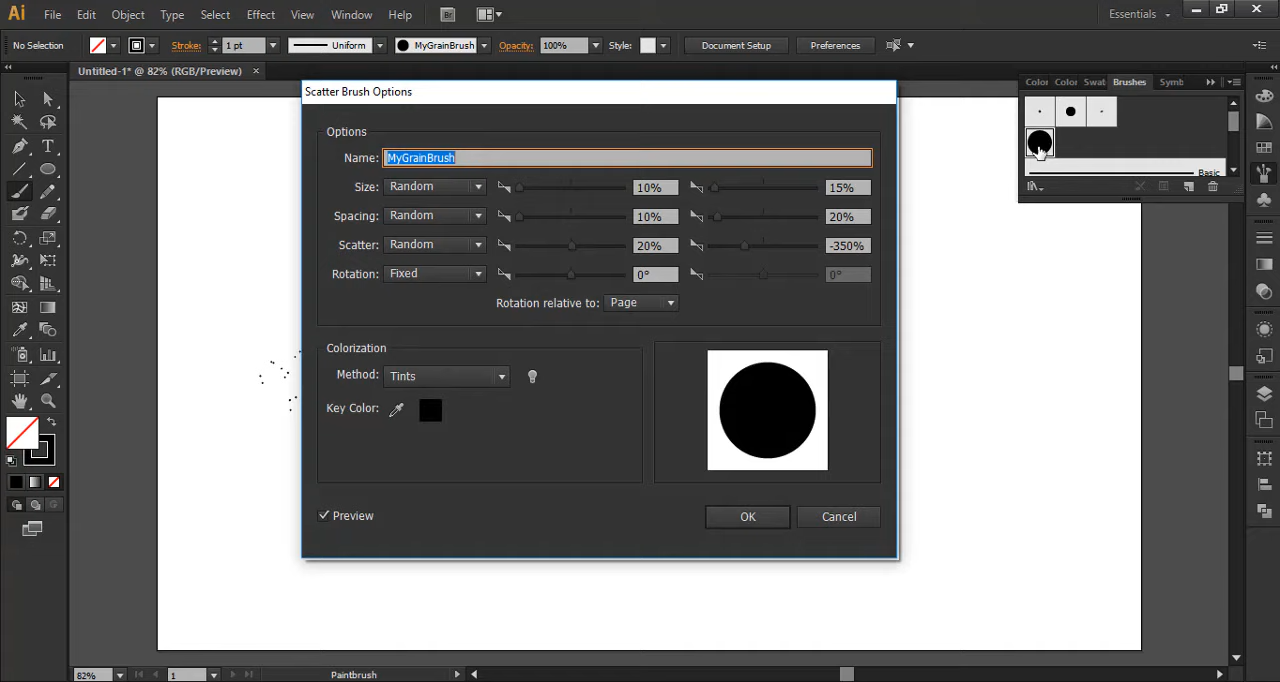 Ai File Edit Object Type Select Effect View Window Help Br Essentials
No Selection Stroke: 1 pt Uniform MyGrainBrush Opacity: 100% Style: Document Setup Preferences
Untitled-1* @ 82% (RGB/Preview) ×
Color Color Swat Brushes Symb
Basic
Scatter Brush Options
Options
Name: MyGrainBrush
Size: Random 10% 15%
Spacing: Random 10% 20%
Scatter: Random 20% -350%
Rotation: Fixed 0° 0°
Rotation relative to: Page
Colorization
Method: Tints
Key Color:
Preview
OK Cancel
82% 1 Paintbrush